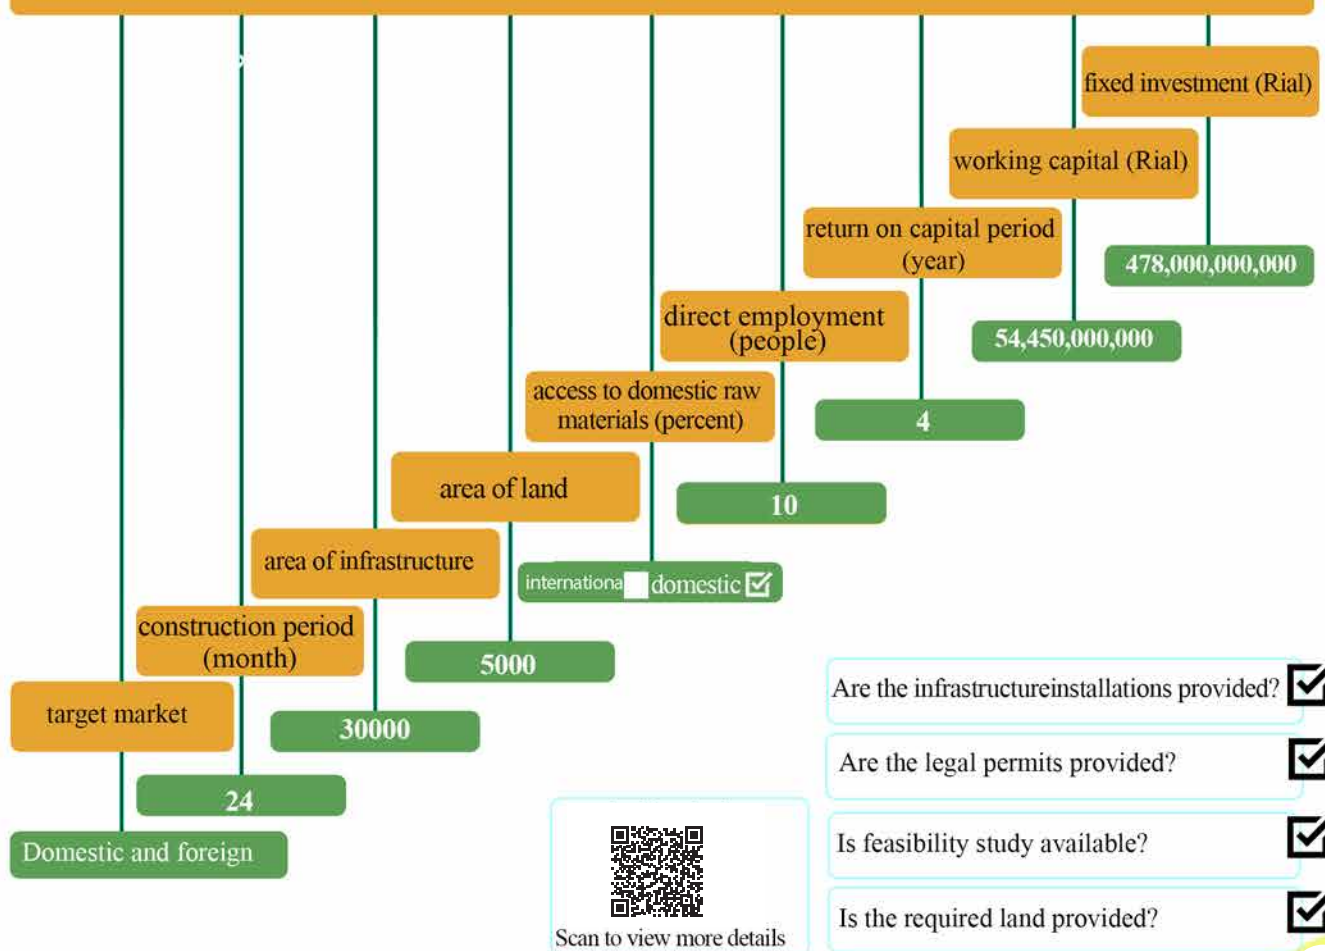 fixed investment (Rial)
478,000,000,000
working capital (Rial)
54,450,000,000
return on capital period
(year)
4
direct employment
(people)
10
access to domestic raw
materials (percent)
internationa domestic
area of land
5000
area of infrastructure
30000
construction period
(month)
24
target market
Domestic and foreign
Are the infrastructureinstallations provided?
Are the legal permits provided?
Is feasibility study available?
Is the required land provided?
Scan to view more details